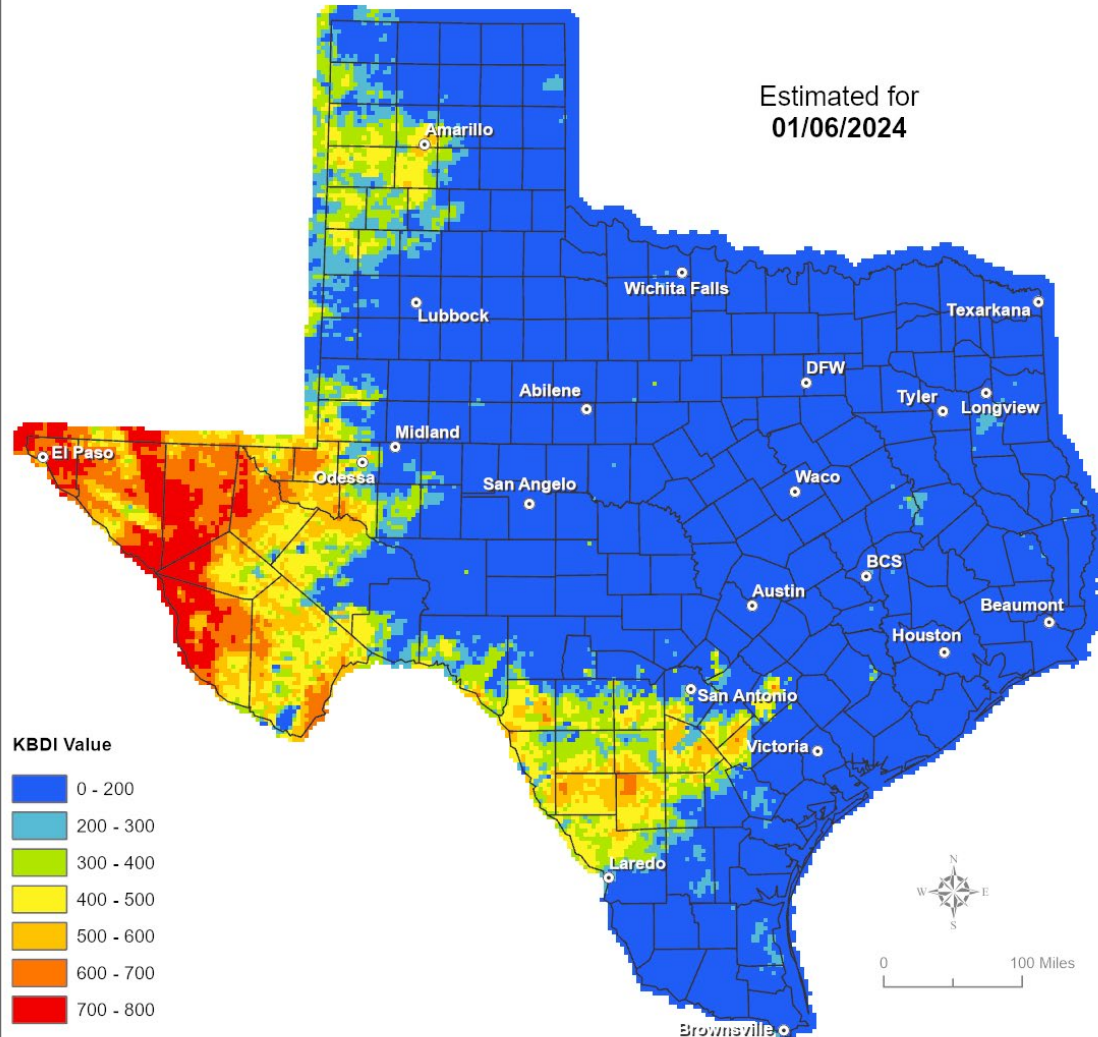 Estimated for
01/06/2024
Amarillo
Wichita Falls
Texarkana
Lubbock
DFW
Abilene
Tyler
Longview
Midland
El Paso
Odessa
San Angelo
Waco
BCS
Austin
Beaumont
Houston
San Antonio
Victoria
Laredo
Brownsville
KBDI Value
0 - 200
200 - 300
300 - 400
400 - 500
500 - 600
600 - 700
700 - 800
N
W E
S
0 100 Miles